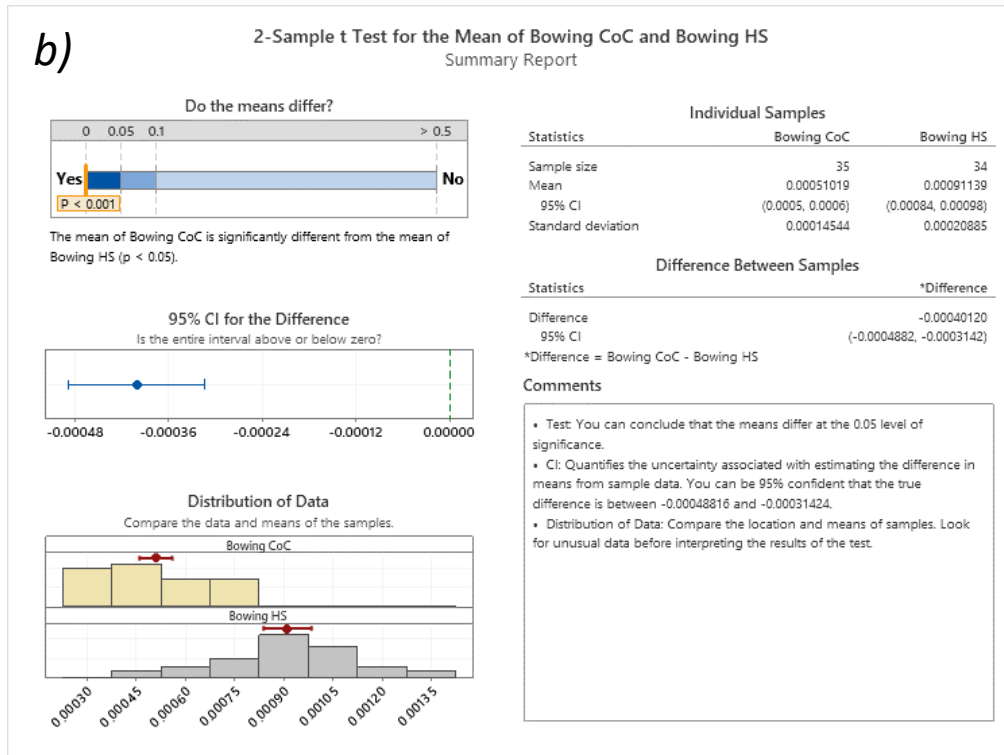 b)
2-Sample t Test for the Mean of Bowing CoC and Bowing HS
Summary Report
Do the means differ?
0 0.05 0.1 > 0.5
Yes No
P < 0.001
The mean of Bowing CoC is significantly different from the mean of
Bowing HS (p < 0.05).
95% CI for the Difference
Is the entire interval above or below zero?
-0.00048 -0.00036 -0.00024 -0.00012 0.00000
Distribution of Data
Compare the data and means of the samples.
Bowing CoC
Bowing HS
0.00030 0.00045 0.00060 0.00075 0.00090 0.00105 0.00120 0.00135
Individual Samples
Statistics Bowing CoC Bowing HS
Sample size 35 34
Mean 0.00051019 0.00091139
95% CI (0.0005, 0.0006) (0.00084, 0.00098)
Standard deviation 0.00014544 0.00020885
Difference Between Samples
Statistics *Difference
Difference -0.00040120
95% CI (-0.0004882, -0.0003142)
*Difference = Bowing CoC - Bowing HS
Comments
• Test: You can conclude that the means differ at the 0.05 level of
significance.
• CI: Quantifies the uncertainty associated with estimating the difference in
means from sample data. You can be 95% confident that the true
difference is between -0.00048816 and -0.00031424.
• Distribution of Data: Compare the location and means of samples. Look
for unusual data before interpreting the results of the test.